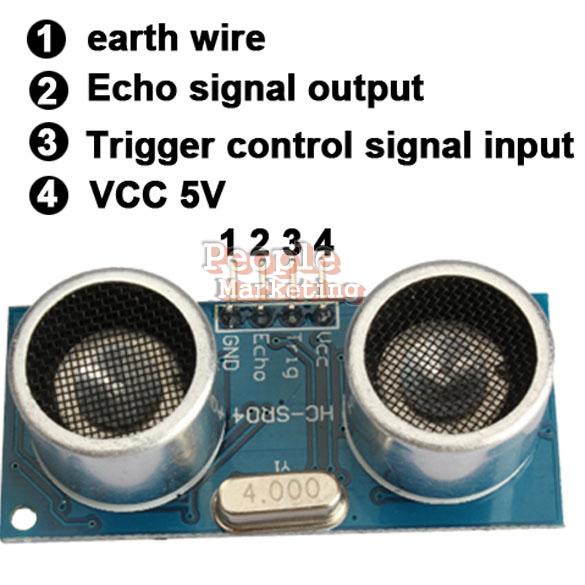 1 earth wire
2 Echo signal output
3 Trigger control signal input
4 VCC 5V
1 2 3 4
People
Marketing
GND
Echo
Trig
Vcc
HC-SR04
Y1
4.000